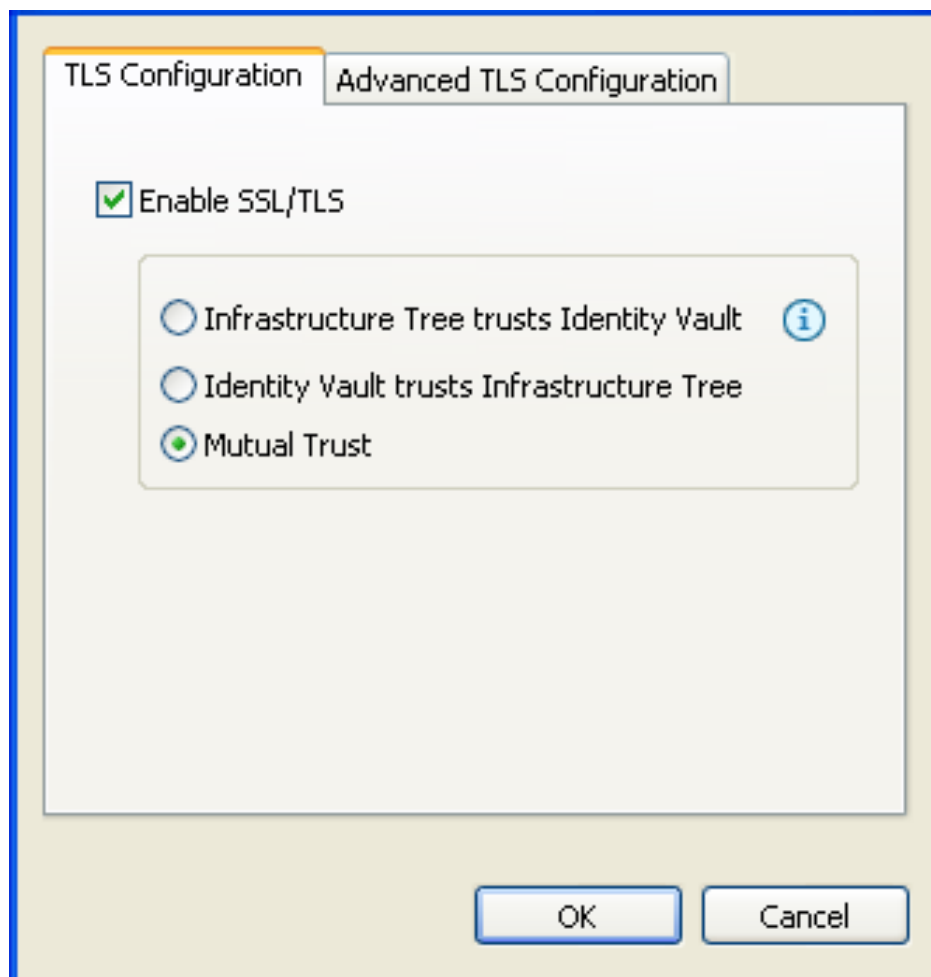 TLS Configuration
Advanced TLS Configuration
Enable SSL/TLS
Infrastructure Tree trusts Identity Vault
Identity Vault trusts Infrastructure Tree
Mutual Trust
OK
Cancel